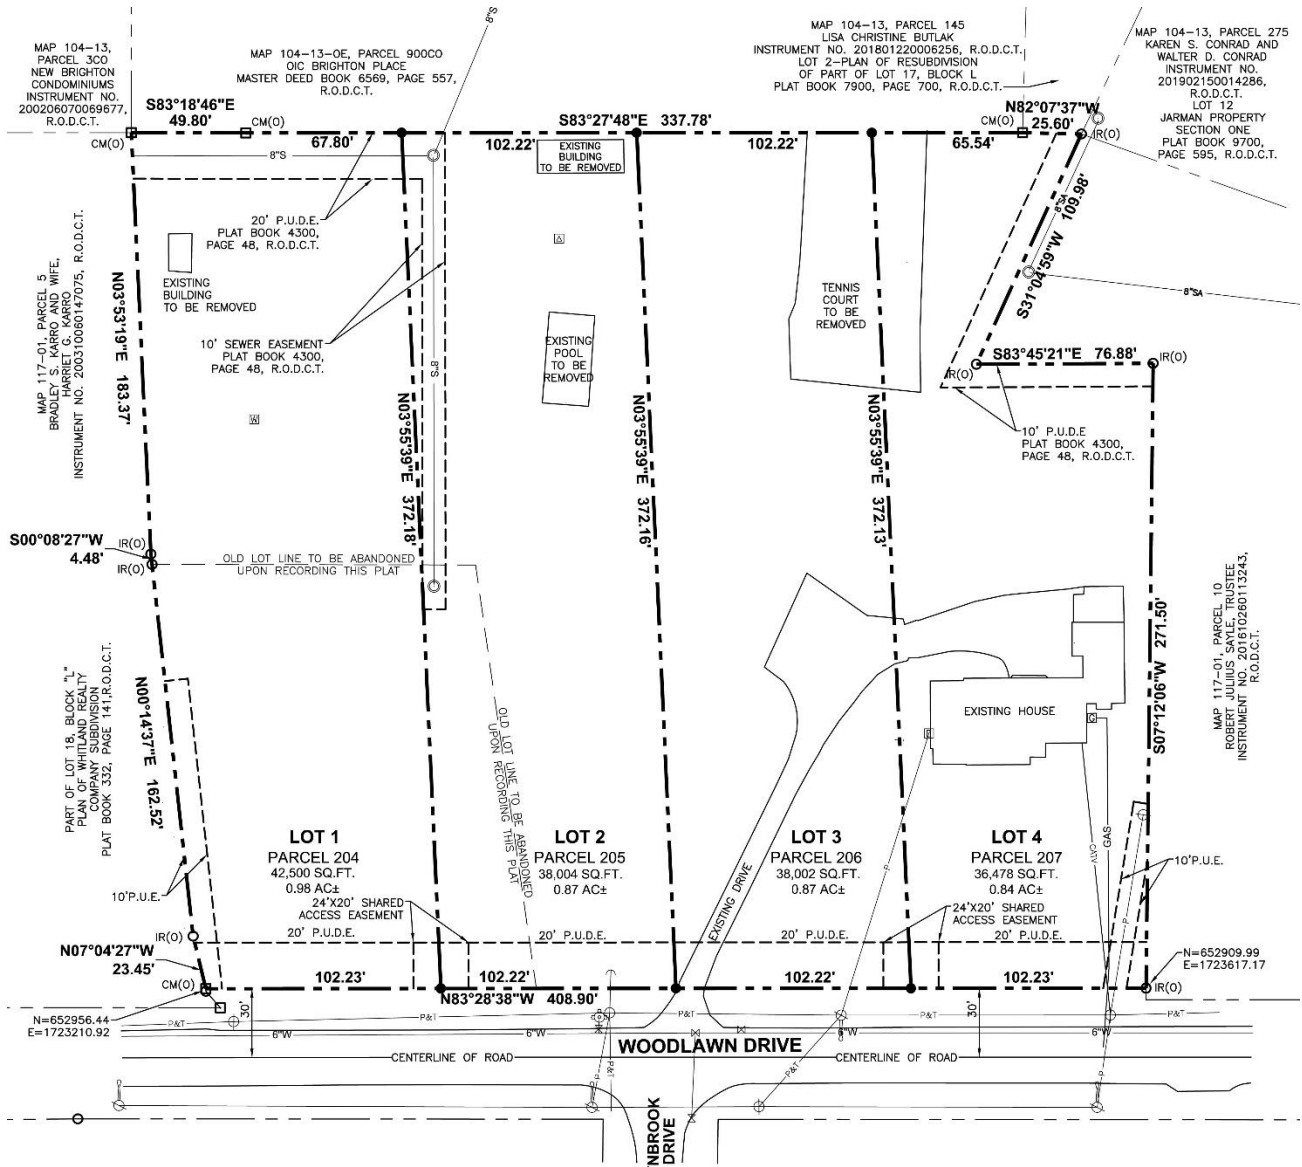 MAP 104-13,
PARCEL 3CO
NEW BRIGHTON
CONDOMINIUMS
INSTRUMENT NO.
200206070069677,
R.O.D.C.T.
MAP 104-13-OE, PARCEL 900CO
OIC BRIGHTON PLACE
MASTER DEED BOOK 6569, PAGE 557,
R.O.D.C.T.
8"S
MAP 104-13, PARCEL 145
LISA CHRISTINE BUTLAK
INSTRUMENT NO. 201801220006256, R.O.D.C.T.
LOT 2-PLAN OF RESUBDIVISION
OF PART OF LOT 17, BLOCK L
PLAT BOOK 7900, PAGE 700, R.O.D.C.T.
MAP 104-13, PARCEL 275
KAREN S. CONRAD AND
WALTER D. CONRAD
INSTRUMENT NO.
201902150014286,
R.O.D.C.T.
LOT 12
JARMAN PROPERTY
SECTION ONE
PLAT BOOK 9700,
PAGE 595, R.O.D.C.T.
S83°18'46"E
49.80'
CM(O)
CM(O)
67.80'
8"S
S83°27'48"E 337.78'
102.22'
102.22'
65.54'
CM(O)
N82°07'37"W
25.60'
IR(O)
EXISTING
BUILDING
TO BE REMOVED
20' P.U.D.E.
PLAT BOOK 4300,
PAGE 48, R.O.D.C.T.
EXISTING
BUILDING
TO BE REMOVED
10' SEWER EASEMENT
PLAT BOOK 4300,
PAGE 48, R.O.D.C.T.
8"S
EXISTING
POOL
TO BE
REMOVED
TENNIS
COURT
TO BE
REMOVED
8"SA
S31°04'59"W 109.98'
8"SA
S83°45'21"E 76.88'
IR(O)
IR(O)
10' P.U.D.E
PLAT BOOK 4300,
PAGE 48, R.O.D.C.T.
MAP 117-01, PARCEL 5
BRADLEY S. KARRO AND WIFE,
HARRIET G. KARRO
INSTRUMENT NO. 200310060147075, R.O.D.C.T.
N03°53'19"E 183.37'
W
N03°55'39"E 372.18'
N03°55'39"E 372.16'
N03°55'39"E 372.13'
S00°08'27"W
4.48'
IR(O)
IR(O)
OLD LOT LINE TO BE ABANDONED
UPON RECORDING THIS PLAT
OLD LOT LINE TO BE ABANDONED
UPON RECORDING THIS PLAT
MAP 117-01, PARCEL 10
ROBERT JULIUS SAYLE, TRUSTEE
INSTRUMENT NO. 201610260113243,
R.O.D.C.T.
S07°12'06"W 271.50'
PART OF LOT 18, BLOCK "L"
PLAN OF WHITLAND REALTY
COMPANY SUBDIVISION
PLAT BOOK 332, PAGE 141,R.O.D.C.T.
N00°14'37"E 162.52'
EXISTING HOUSE
E
G
GAS
CATV
P
P
EXISTING DRIVE
LOT 1
PARCEL 204
42,500 SQ.FT.
0.98 AC±
LOT 2
PARCEL 205
38,004 SQ.FT.
0.87 AC±
LOT 3
PARCEL 206
38,002 SQ.FT.
0.87 AC±
LOT 4
PARCEL 207
36,478 SQ.FT.
0.84 AC±
10'P.U.E.
10'P.U.E.
24'X20' SHARED
ACCESS EASEMENT
24'X20' SHARED
ACCESS EASEMENT
IR(O)
20' P.U.D.E.
20' P.U.D.E.
20' P.U.D.E.
20' P.U.D.E.
N07°04'27"W
23.45'
CM(O)
102.23'
102.22'
102.22'
102.23'
N83°28'38"W 408.90'
N=652909.99
E=1723617.17
IR(O)
N=652956.44
E=1723210.92
30'
30'
P&T
P&T
P&T
P&T
6"W
6"W
6"W
6"W
WOODLAWN DRIVE
CENTERLINE OF ROAD
CENTERLINE OF ROAD
P&T
P&T
P
NBROOK
DRIVE